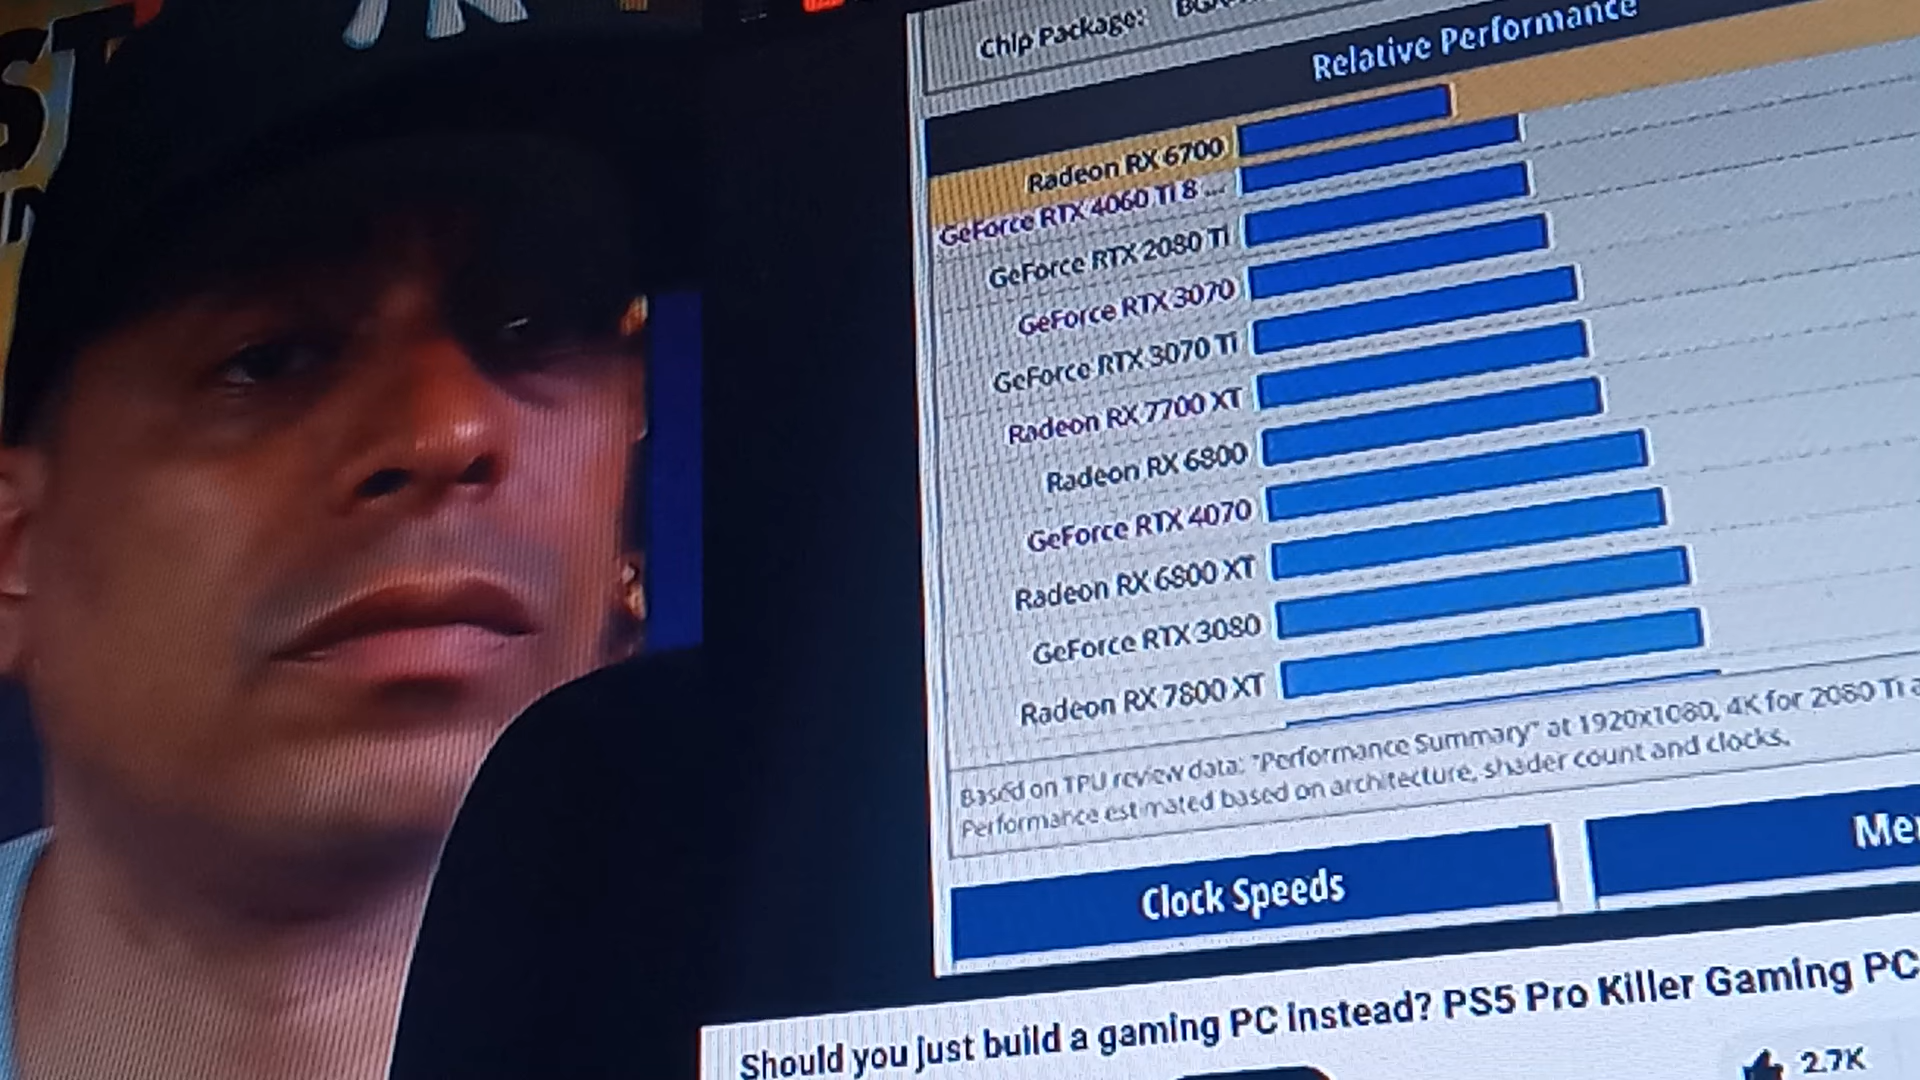 Chip Package:
Relative Performance
Radeon RX 6700
GeForce RTX 4060 Ti 8 ...
GeForce RTX 2080 Ti
GeForce RTX 3070
GeForce RTX 3070 Ti
Radeon RX 7700 XT
Radeon RX 6800
GeForce RTX 4070
Radeon RX 6800 XT
GeForce RTX 3080
Radeon RX 7800 XT
Based on TPU review data: "Performance Summary" at 1920x1080, 4K for 2080 Ti a
Performance estimated based on architecture, shader count and clocks.
Clock Speeds
Should you just build a gaming PC instead? PS5 Pro Killer Gaming PC
2.7K